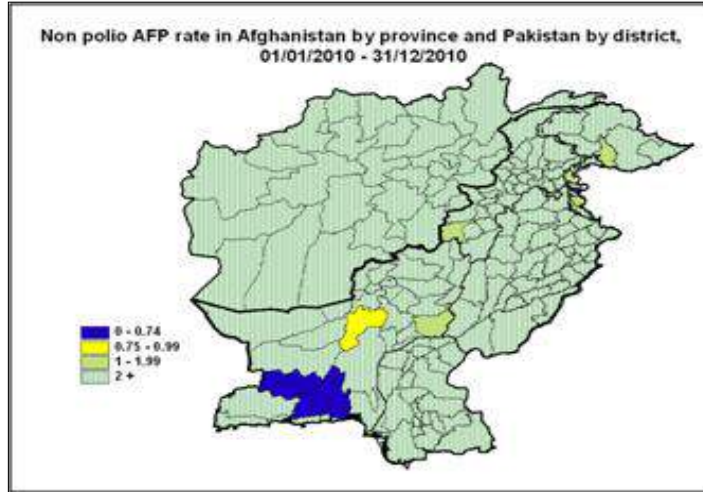 Non polio AFP rate in Afghanistan by province and Pakistan by district,
01/01/2010 - 31/12/2010
0 - 0.74
0.75 - 0.99
1 - 1.99
2 +